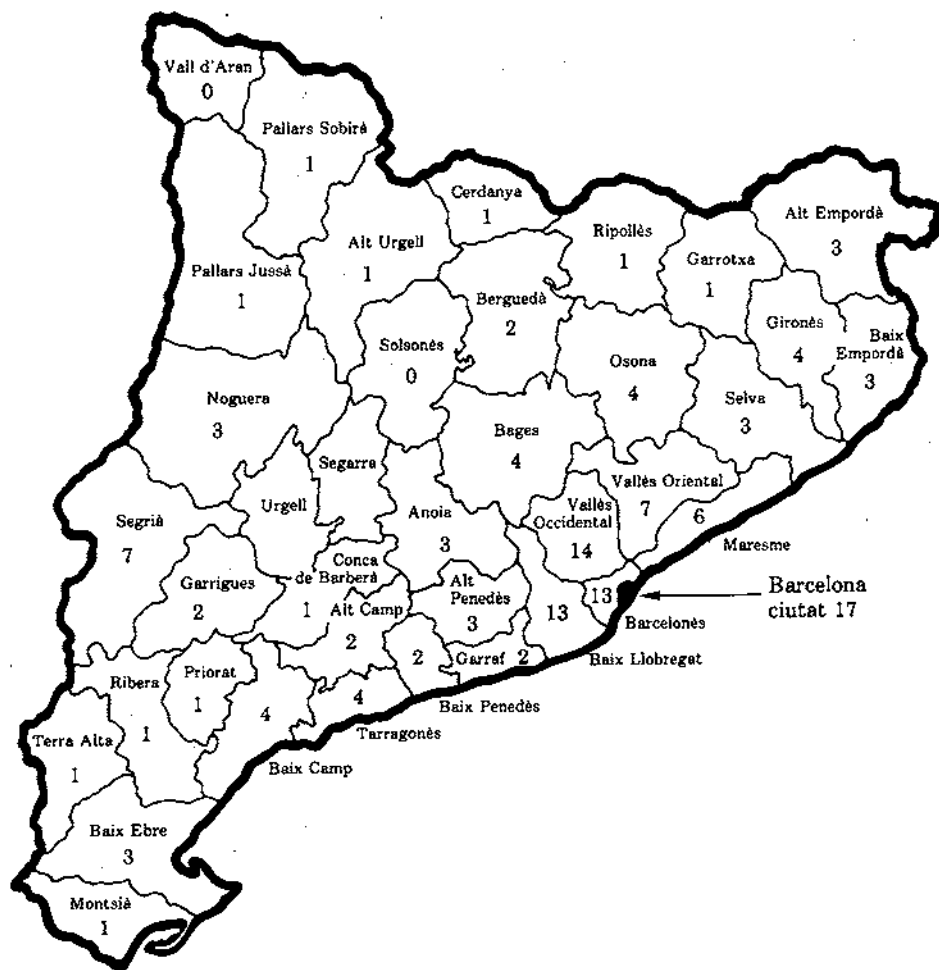 Vall d'Aran
0
Pallars Sobirà
1
Cerdanya
1
Alt Urgell
1
Ripollès
1
Garrotxa
1
Alt Empordà
3
Pallars Jussà
1
Berguedà
2
Solsonès
0
Gironès
4
Baix
Empordà
3
Osona
4
Noguera
3
Selva
3
Bages
4
Segarra
Urgell
Anoia
3
Vallès Oriental
7
Vallès
Occidental
14
6
Maresme
Segrià
7
Garrigues
2
Conca
de Barberà
1
Alt Camp
2
Alt
Penedès
3
13
13
Barcelonès
Barcelona
ciutat 17
Baix Llobregat
Garraf 2
2
Baix Penedès
Ribera
1
Priorat
1
4
Baix Camp
4
Tarragonès
Terra Alta
1
Baix Ebre
3
Montsià
1